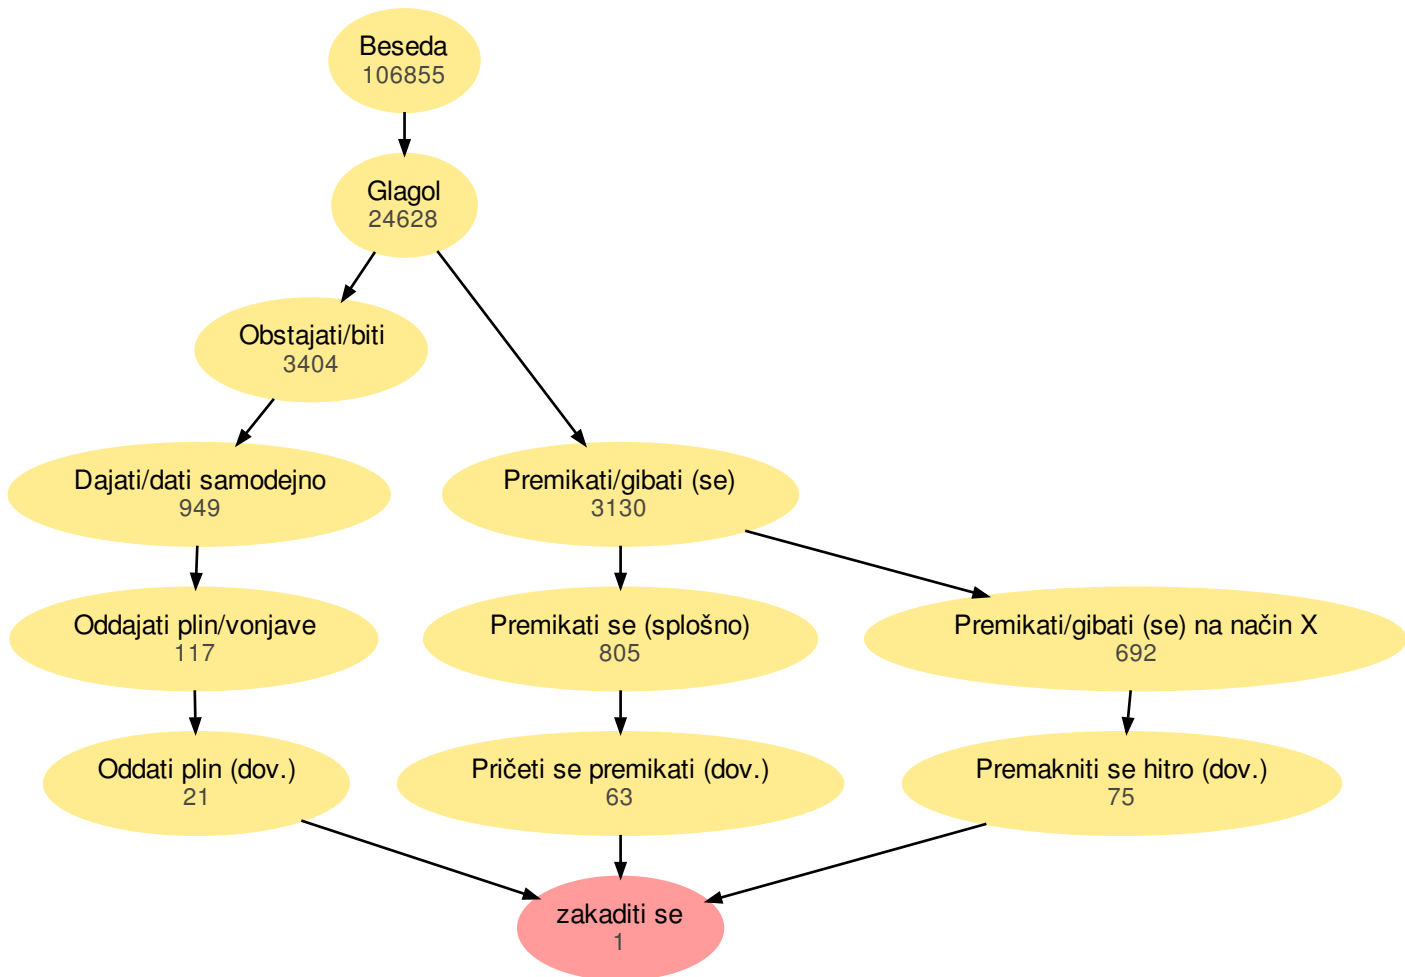 Beseda
106855
Glagol
24628
Obstajati/biti
3404
Dajati/dati samodejno
949
Premikati/gibati (se)
3130
Oddajati plin/vonjave
117
Premikati se (splošno)
805
Premikati/gibati (se) na način X
692
Oddati plin (dov.)
21
Pričeti se premikati (dov.)
63
Premakniti se hitro (dov.)
75
zakaditi se
1